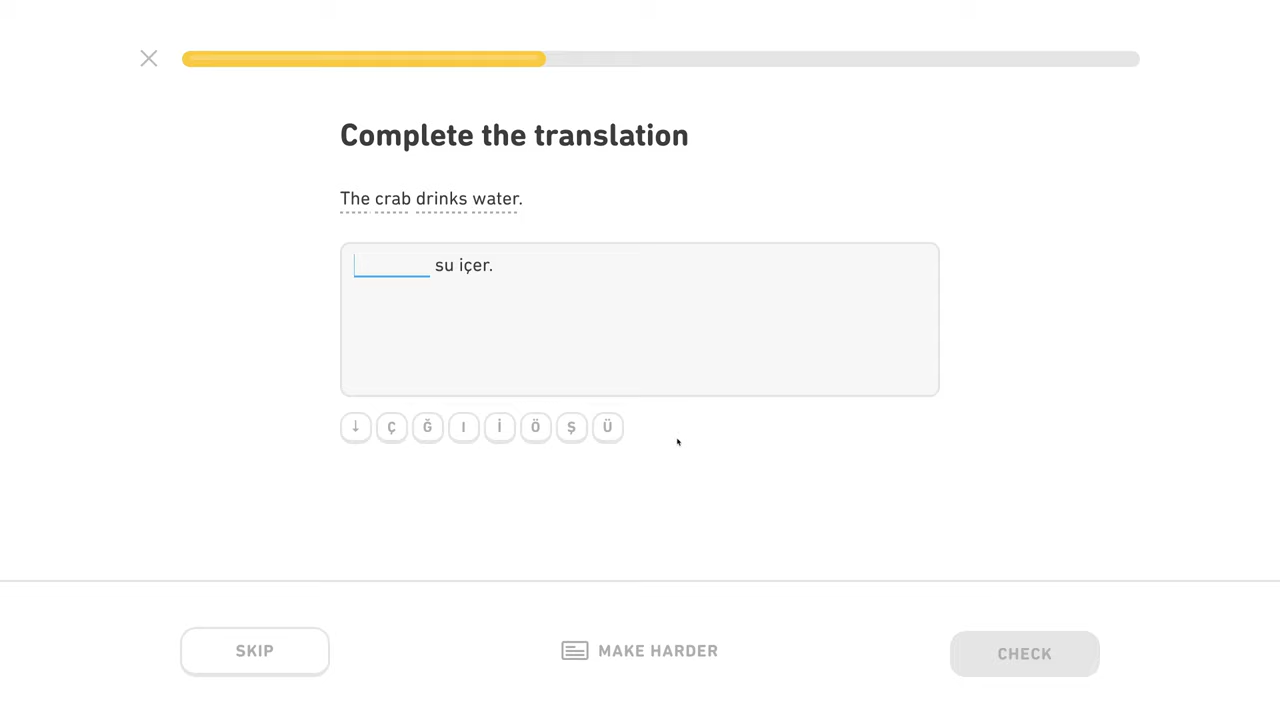 Complete the translation
The crab drinks water.
su içer.
↓ Ç Ğ I İ Ö Ş Ü
SKIP
MAKE HARDER
CHECK